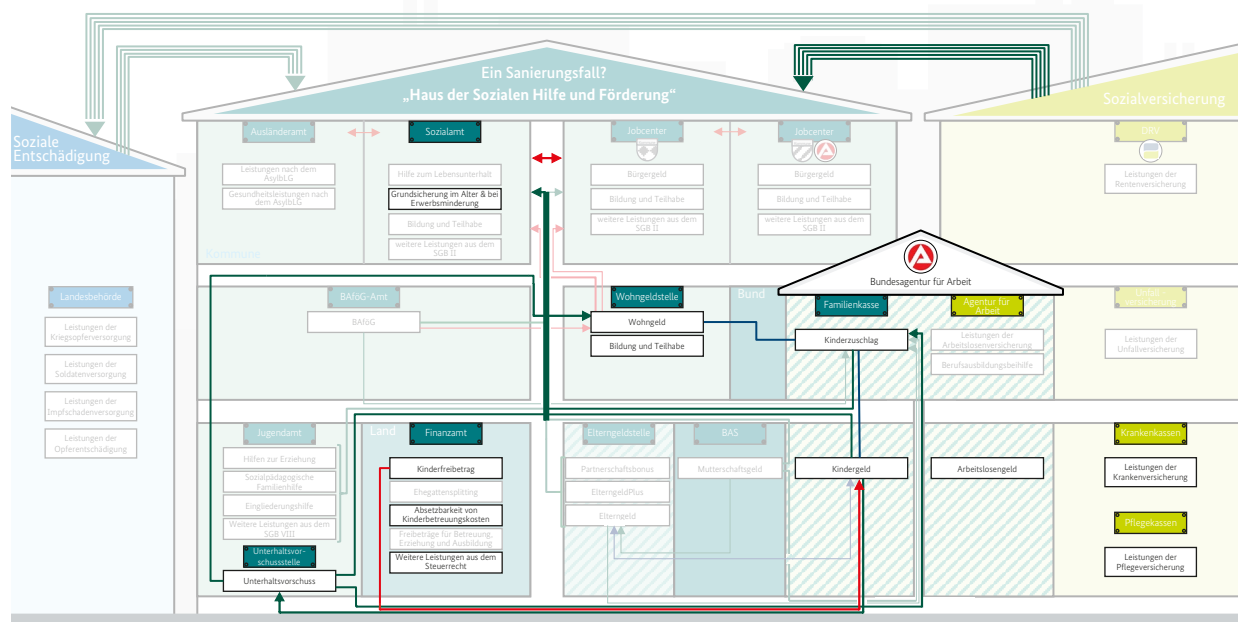 Ein Sanierungsfall?
„Haus der Sozialen Hilfe und Förderung“
Soziale
Entschädigung
Sozialversicherung
Ausländeramt
Leistungen nach dem
AsylbLG
Gesundheitsleistungen nach
dem AsylbLG
Kommune
Sozialamt
Hilfe zum Lebensunterhalt
Grundsicherung im Alter & bei
Erwerbsminderung
Bildung und Teilhabe
weitere Leistungen aus dem
SGB II
Jobcenter
Bürgergeld
Bildung und Teilhabe
weitere Leistungen aus dem
SGB II
Jobcenter
Bürgergeld
Bildung und Teilhabe
weitere Leistungen aus dem
SGB II
DRV
Leistungen der
Rentenversicherung
Bundesagentur für Arbeit
Landesbehörde
Leistungen der
Kriegsopferversorgung
Leistungen der
Soldatenversorgung
Leistungen der
Impfschadenversorgung
Leistungen der
Opferentschädigung
BAföG-Amt
BAföG
Wohngeldstelle
Wohngeld
Bildung und Teilhabe
Bund
Familienkasse
Kinderzuschlag
Agentur für
Arbeit
Leistungen der
Arbeitslosenversicherung
Berufsausbildungsbeihilfe
Unfall-
versicherung
Leistungen der
Unfallversicherung
Jugendamt
Hilfen zur Erziehung
Sozialpädagogische
Familienhilfe
Eingliederungshilfe
Weitere Leistungen aus dem
SGB VIII
Unterhaltsvor-
schussstelle
Unterhaltsvorschuss
Land
Finanzamt
Kinderfreibetrag
Ehegattensplitting
Absetzbarkeit von
Kinderbetreuungskosten
Freibeträge für Betreuung,
Erziehung und Ausbildung
Weitere Leistungen aus dem
Steuerrecht
Elterngeldstelle
Partnerschaftsbonus
ElterngeldPlus
Elterngeld
BAS
Mutterschaftsgeld
Kindergeld
Arbeitslosengeld
Krankenkassen
Leistungen der
Krankenversicherung
Pflegekassen
Leistungen der
Pflegeversicherung